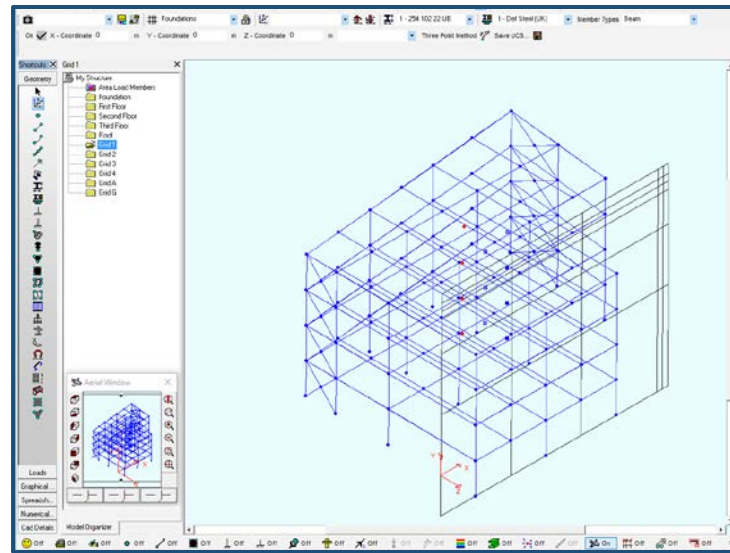 Foundations
1 - 254 102 22 UB
1 - Def Steel (UK)
Member Types Beam
On X - Coordinate 0 m Y - Coordinate 0 m Z - Coordinate 0 m Three Point Method Save UCS...
Shortcuts Grid 1
Geometry
My Structure
Area Load Members
Foundation
First Floor
Second Floor
Third Floor
Roof
Grid 1
Grid 2
Grid 3
Grid 4
Grid A
Grid G
Aerial Window
X
Z
Y
X
Z
Loads
Graphical ...
Spreadsh...
Numerical...
Cad Details
Model Organizer
Off Off Off Off Off Off Off Off Off Off Off Off Off Off Off Off Off On Off Off Off